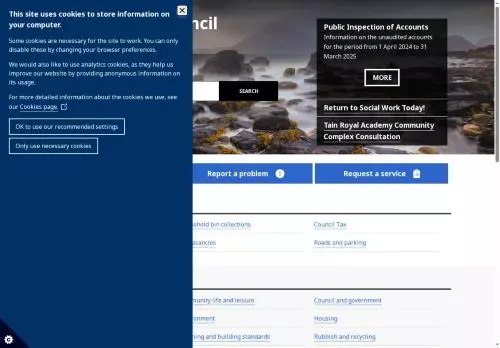 This site uses cookies to store information on
your computer.
Some cookies are necessary for the site to work. You can only
disable these by changing your browser preferences.
We would also like to use analytics cookies, as they help us
improve our website by providing anonymous information on
its usage.
For more detailed information about the cookies we use, see
our Cookies page.
OK to use our recommended settings
Only use necessary cookies
SEARCH
Public Inspection of Accounts
Information on the unaudited accounts
for the period from 1 April 2024 to 31
March 2025
MORE
Return to Social Work Today!
Tain Royal Academy Community
Complex Consultation
Report a problem
Request a service
bin collections
Council Tax
Roads and parking
life and leisure
Council and government
Housing
and building standards
Rubbish and recycling